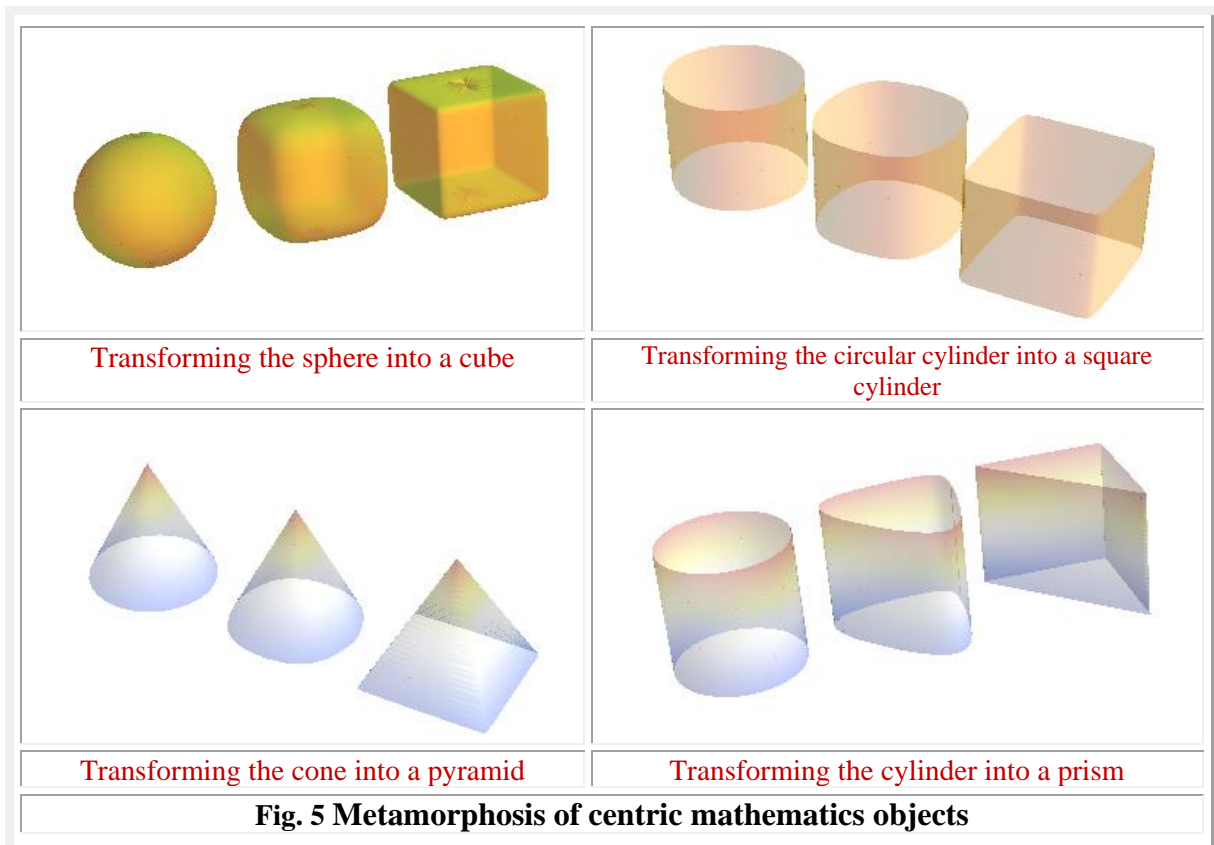 Transforming the sphere into a cube
Transforming the circular cylinder into a square
cylinder
Transforming the cone into a pyramid
Transforming the cylinder into a prism
Fig. 5 Metamorphosis of centric mathematics objects